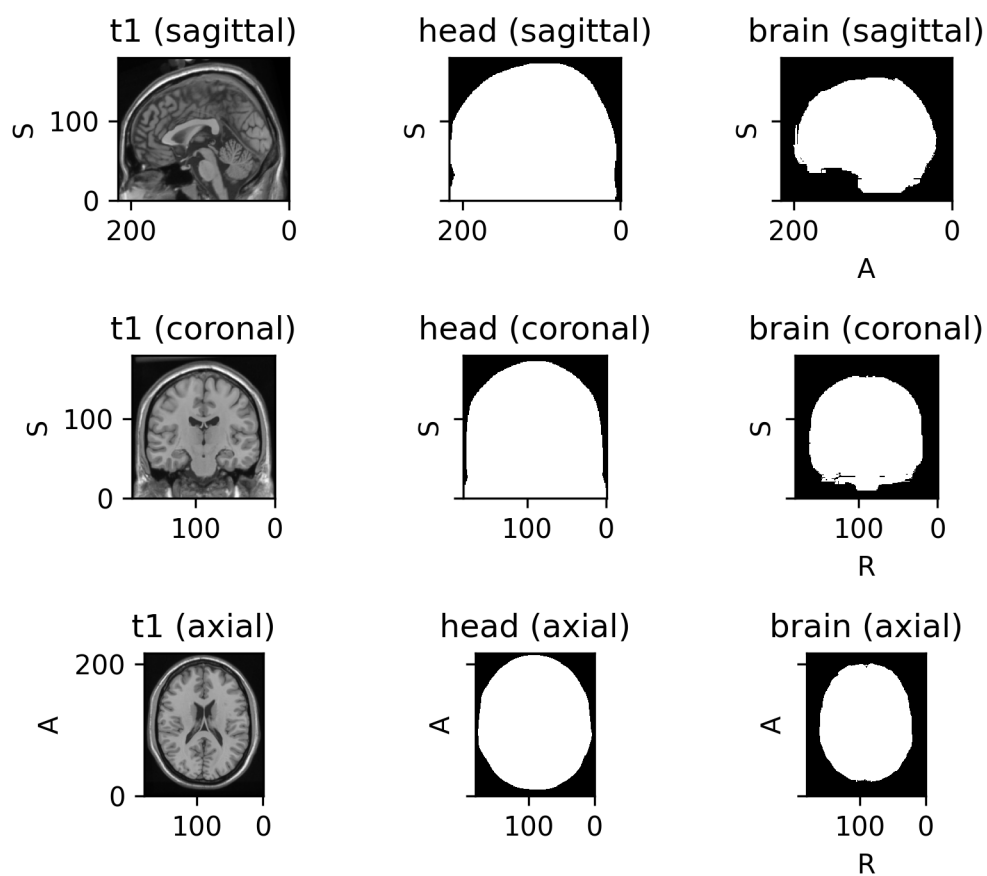 t1 (sagittal)
head (sagittal)
brain (sagittal)
S
100
0
200
0
S
200
0
S
200
0
A
t1 (coronal)
head (coronal)
brain (coronal)
S
100
0
100
0
S
100
0
S
100
0
R
t1 (axial)
head (axial)
brain (axial)
A
200
0
100
0
A
100
0
A
100
0
R